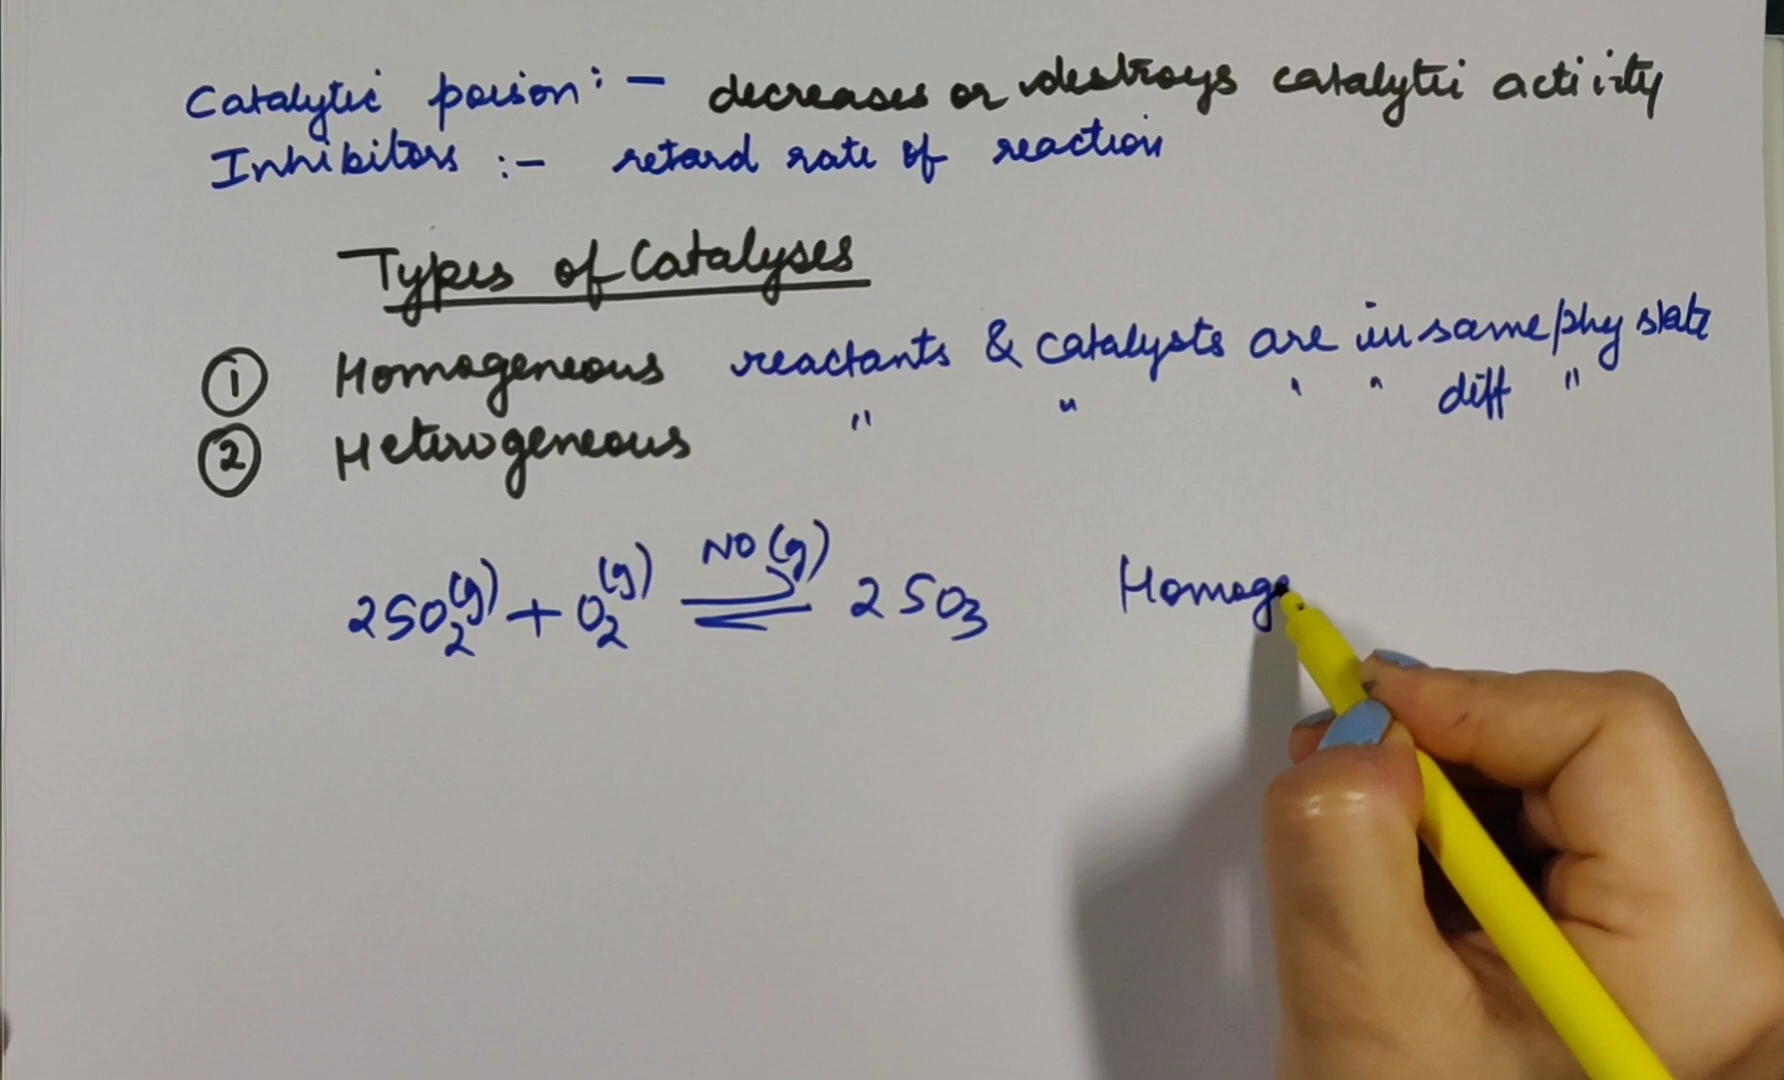 Catalytic poison :- decreases or destroys catalytic activity
Inhibitors :- retard rate of reaction
Types of Catalyses
① Homogeneous reactants & catalysts are in same phy state
② Heterogeneous " " " " diff "
2SO₂(g) + O₂(g) ⇌ NO(g) 2SO₃ Homoge